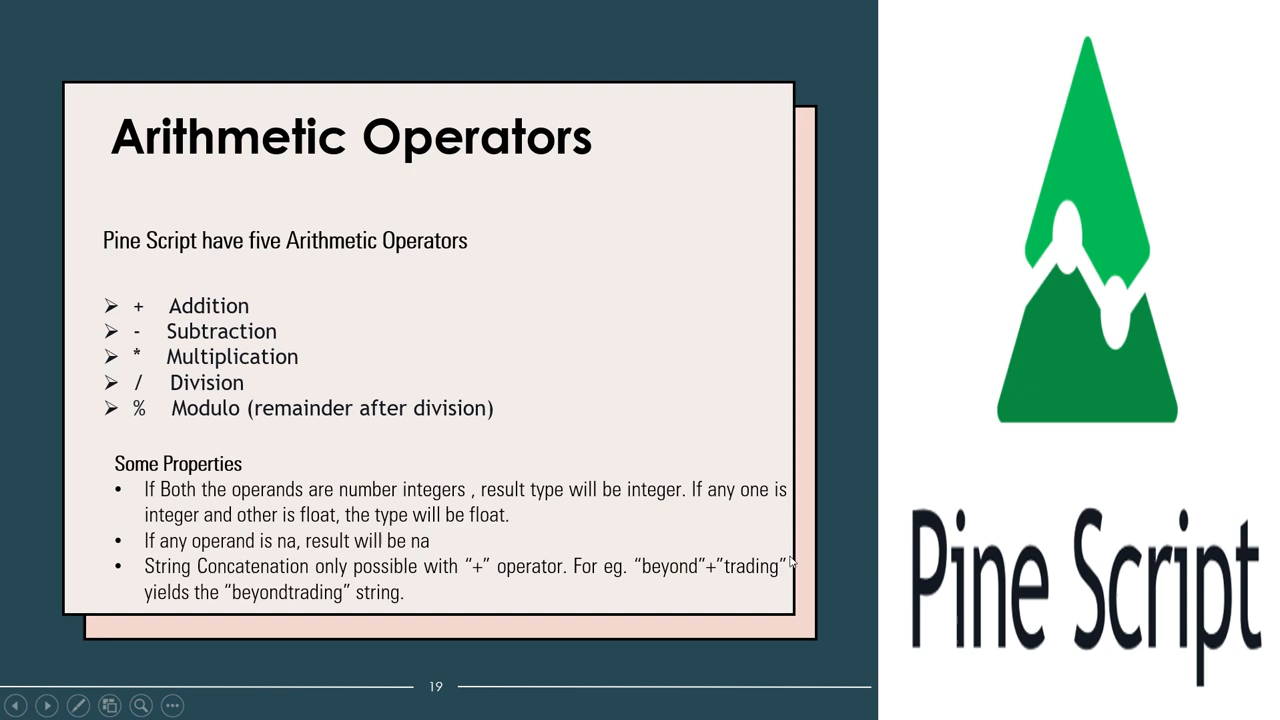 Arithmetic Operators
Pine Script have five Arithmetic Operators
➢ + Addition
➢ - Subtraction
➢ * Multiplication
➢ / Division
➢ % Modulo (remainder after division)
Some Properties
• If Both the operands are number integers , result type will be integer. If any one is
integer and other is float, the type will be float.
• If any operand is na, result will be na
• String Concatenation only possible with “+” operator. For eg. “beyond”+”trading”
yields the “beyondtrading” string.
19
Pine Script